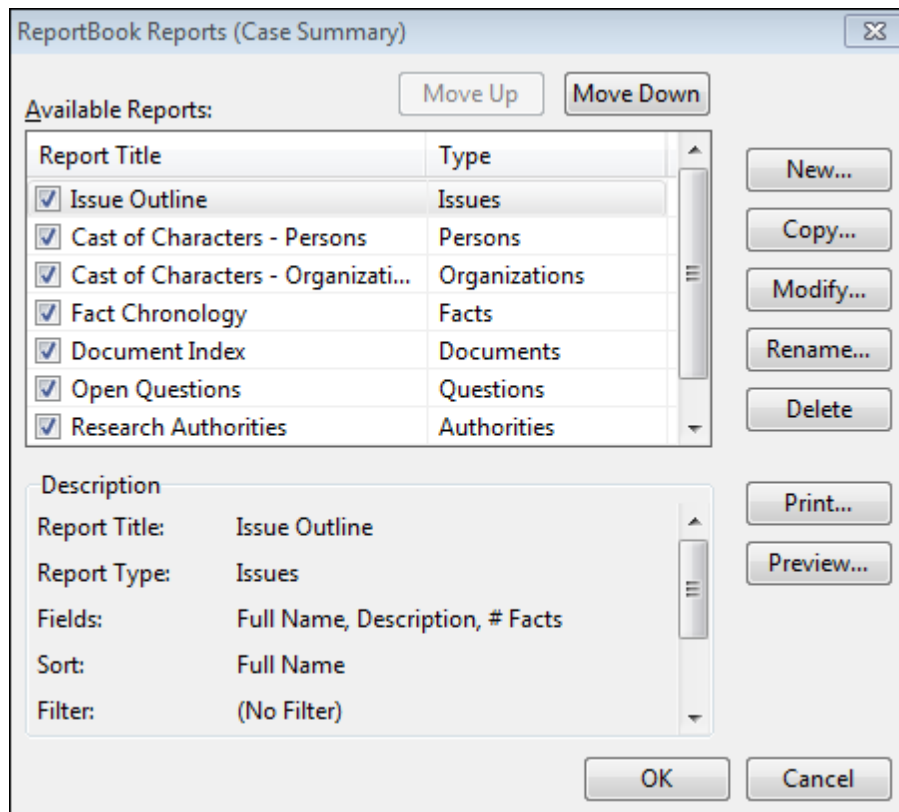 ReportBook Reports (Case Summary)
Move Up Move Down
Available Reports:
Report Title Type
Issue Outline Issues
Cast of Characters - Persons Persons
Cast of Characters - Organizati... Organizations
Fact Chronology Facts
Document Index Documents
Open Questions Questions
Research Authorities Authorities
New...
Copy...
Modify...
Rename...
Delete
Description
Report Title: Issue Outline
Report Type: Issues
Fields: Full Name, Description, # Facts
Sort: Full Name
Filter: (No Filter)
Print...
Preview...
OK Cancel